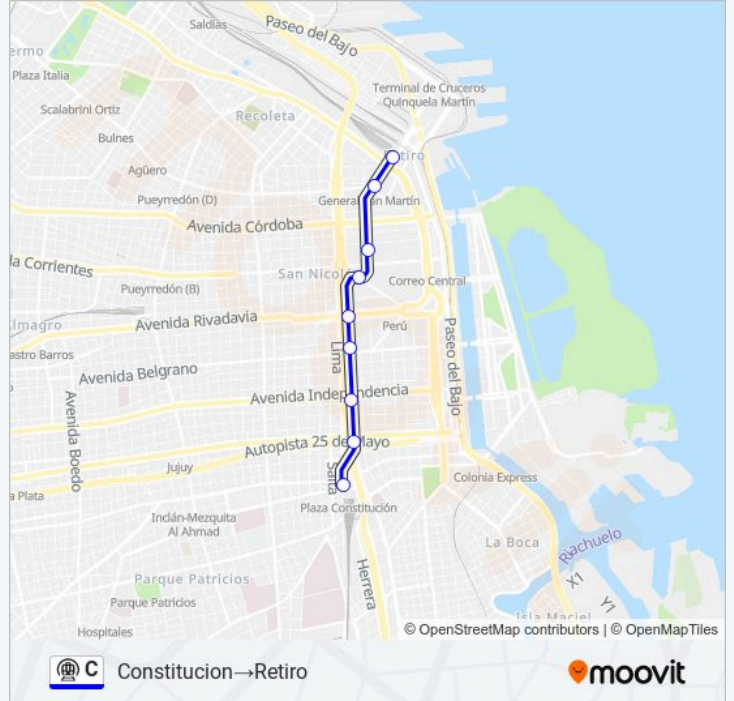 Saldías
Paseo del Bajo
ermo
Plaza Italia
Terminal de Cruceros
Quinquela Martín
Scalabrini Ortiz
Recoleta
Bulnes
Retiro
Agüero
Pueyrredón (D)
General San Martín
Avenida Córdoba
la Corrientes
San Nicolás
Correo Central
Pueyrredón (B)
lmagro
Avenida Rivadavia
Perú
Paseo del Bajo
Lima
astro Barros
Avenida Belgrano
Avenida Independencia
Avenida Boedo
Autopista 25 de Mayo
Jujuy
Salta
Colonia Express
a Plata
Plaza Constitución
Inclán-Mezquita
Al Ahmad
La Boca
Riachuelo
Herrera
X1
Parque Patricios
Y1
Parque Patricios
Isla Maciel
Hospitales
© OpenStreetMap contributors | © OpenMapTiles
C Constitucion→Retiro
moovit